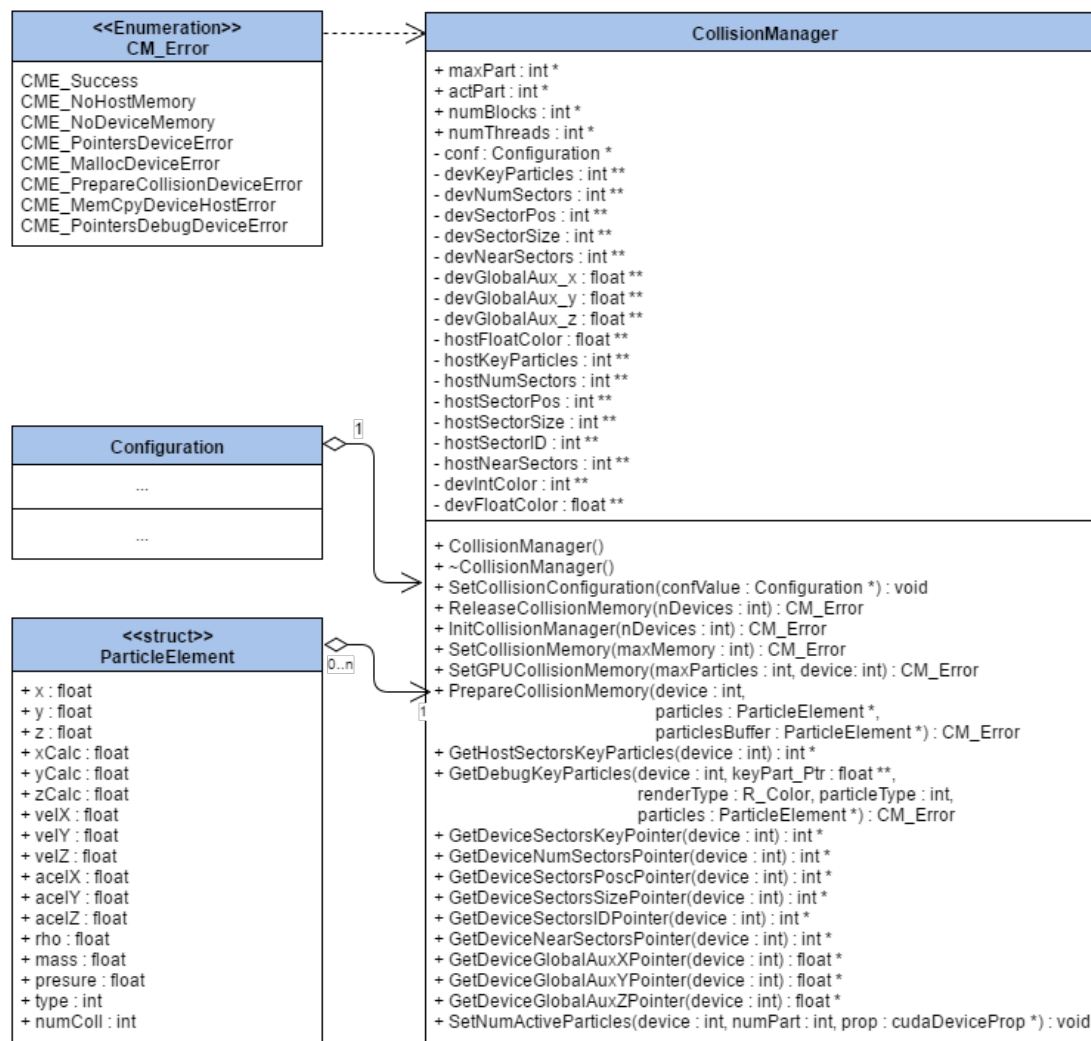 <<Enumeration>>
CM_Error
CME_Success
CME_NoHostMemory
CME_NoDeviceMemory
CME_PointersDeviceError
CME_MallocDeviceError
CME_PrepareCollisionDeviceError
CME_MemCpyDeviceHostError
CME_PointersDebugDeviceError
Configuration
...
...
1
<<struct>>
ParticleElement
+ x : float
+ y : float
+ z : float
+ xCalc : float
+ yCalc : float
+ zCalc : float
+ velX : float
+ velY : float
+ velZ : float
+ acelX : float
+ acelY : float
+ acelZ : float
+ rho : float
+ mass : float
+ presure : float
+ type : int
+ numColl : int
0..n
1
CollisionManager
+ maxPart : int *
+ actPart : int *
+ numBlocks : int *
+ numThreads : int *
- conf : Configuration *
- devKeyParticles : int **
- devNumSectors : int **
- devSectorPos : int **
- devSectorSize : int **
- devNearSectors : int **
- devGlobalAux_x : float **
- devGlobalAux_y : float **
- devGlobalAux_z : float **
- hostFloatColor : float **
- hostKeyParticles : int **
- hostNumSectors : int **
- hostSectorPos : int **
- hostSectorSize : int **
- hostSectorID : int **
- hostNearSectors : int **
- devIntColor : int **
- devFloatColor : float **
+ CollisionManager()
+ ~CollisionManager()
+ SetCollisionConfiguration(confValue : Configuration *) : void
+ ReleaseCollisionMemory(nDevices : int) : CM_Error
+ InitCollisionManager(nDevices : int) : CM_Error
+ SetCollisionMemory(maxMemory : int) : CM_Error
+ SetGPUCollisionMemory(maxParticles : int, device: int) : CM_Error
+ PrepareCollisionMemory(device : int,
particles : ParticleElement *,
particlesBuffer : ParticleElement *) : CM_Error
+ GetHostSectorsKeyParticles(device : int) : int *
+ GetDebugKeyParticles(device : int, keyPart_Ptr : float **,
renderType : R_Color, particleType : int,
particles : ParticleElement *) : CM_Error
+ GetDeviceSectorsKeyPointer(device : int) : int *
+ GetDeviceNumSectorsPointer(device : int) : int *
+ GetDeviceSectorsPoscPointer(device : int) : int *
+ GetDeviceSectorsSizePointer(device : int) : int *
+ GetDeviceSectorsIDPointer(device : int) : int *
+ GetDeviceNearSectorsPointer(device : int) : int *
+ GetDeviceGlobalAuxXPointer(device : int) : float *
+ GetDeviceGlobalAuxYPointer(device : int) : float *
+ GetDeviceGlobalAuxZPointer(device : int) : float *
+ SetNumActiveParticles(device : int, numPart : int, prop : cudaDeviceProp *) : void